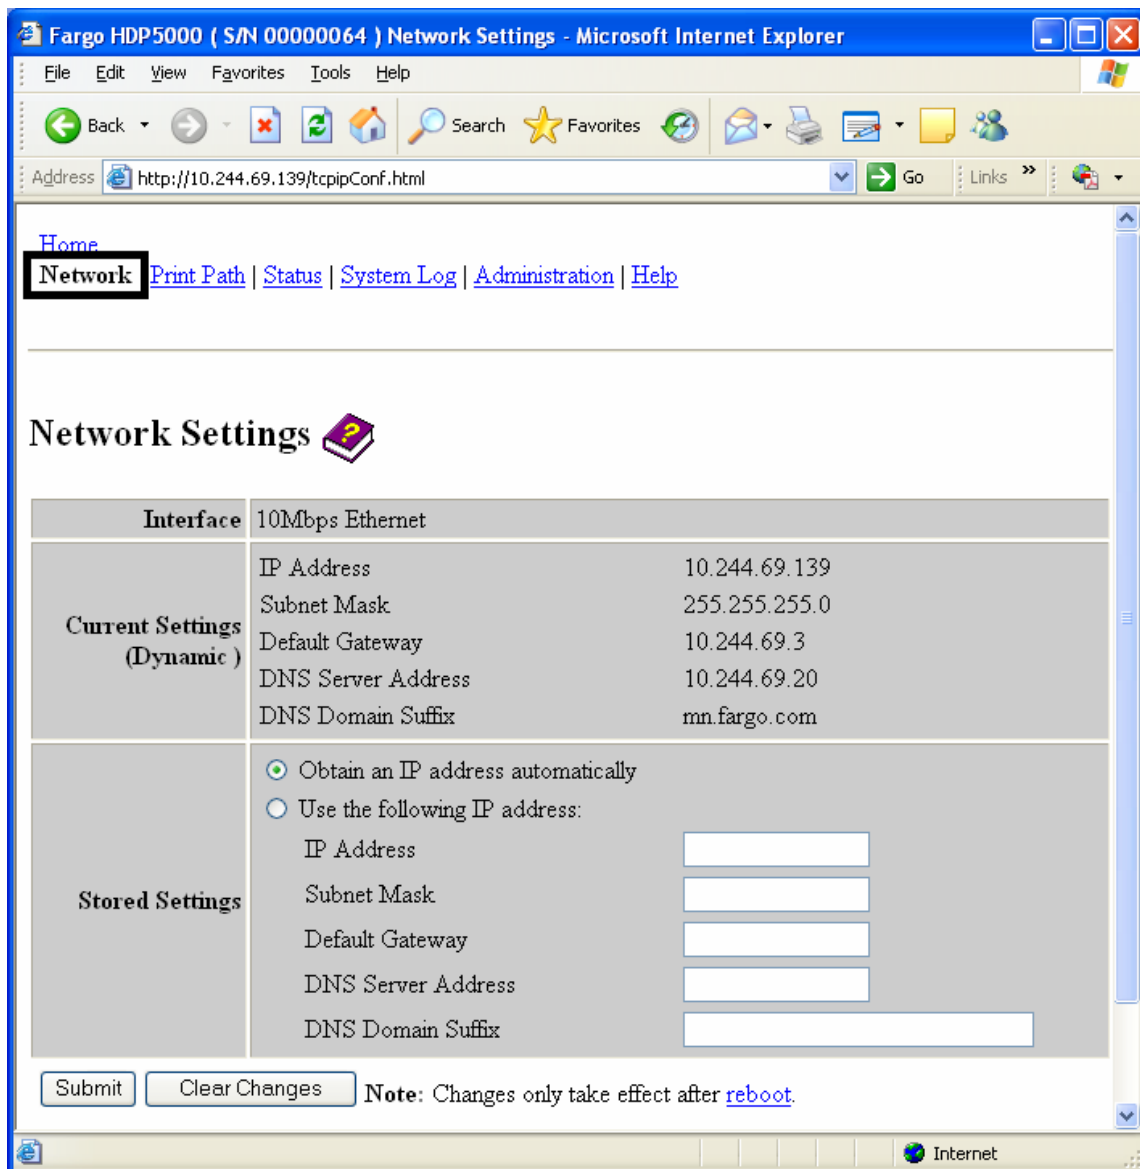 Fargo HDP5000 ( S/N 00000064 ) Network Settings - Microsoft Internet Explorer
File Edit View Favorites Tools Help
Back Search Favorites
Address http://10.244.69.139/tcpipConf.html Go Links »
Home
Network Print Path | Status | System Log | Administration | Help
Network Settings ?
Interface 10Mbps Ethernet
Current Settings (Dynamic )
IP Address 10.244.69.139
Subnet Mask 255.255.255.0
Default Gateway 10.244.69.3
DNS Server Address 10.244.69.20
DNS Domain Suffix mn.fargo.com
Stored Settings
Obtain an IP address automatically
Use the following IP address:
IP Address
Subnet Mask
Default Gateway
DNS Server Address
DNS Domain Suffix
Submit Clear Changes Note: Changes only take effect after reboot.
Internet